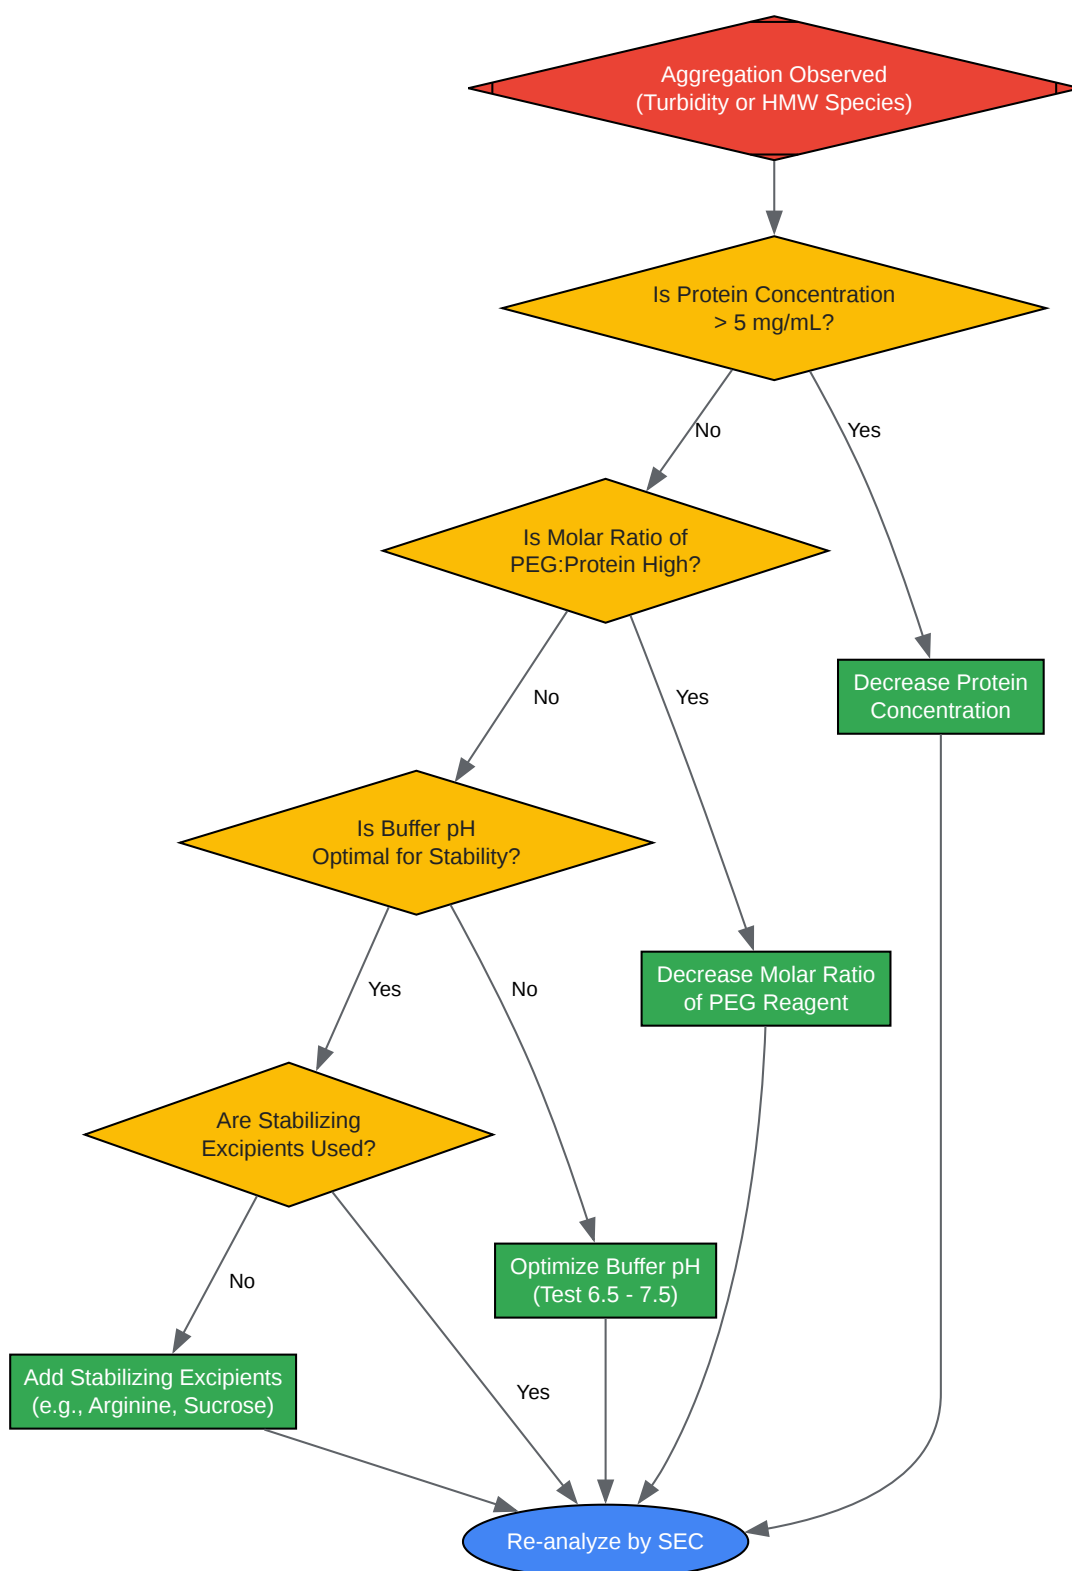 Aggregation Observed
(Turbidity or HMW Species)
Is Protein Concentration
> 5 mg/mL?
No
Yes
Is Molar Ratio of
PEG:Protein High?
No
Yes
Decrease Protein
Concentration
Is Buffer pH
Optimal for Stability?
Yes
No
Decrease Molar Ratio
of PEG Reagent
Are Stabilizing
Excipients Used?
No
Yes
Optimize Buffer pH
(Test 6.5 - 7.5)
Add Stabilizing Excipients
(e.g., Arginine, Sucrose)
Re-analyze by SEC